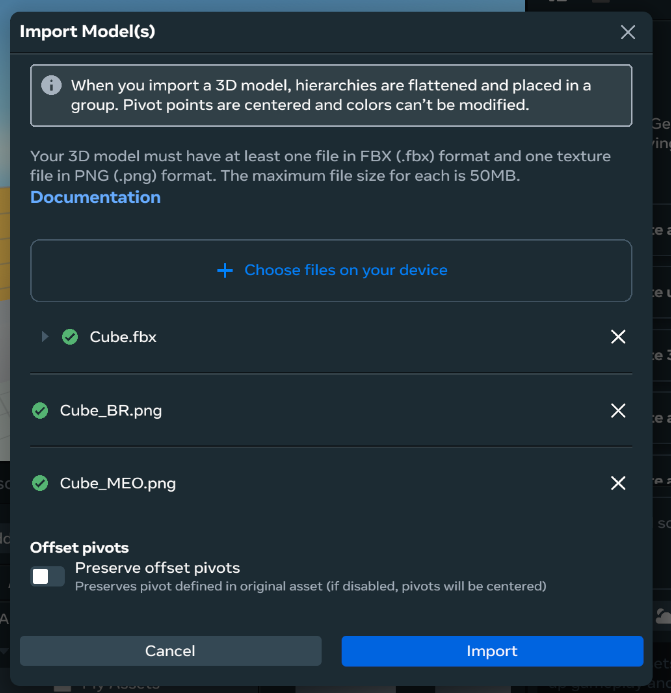 Import Model(s)
When you import a 3D model, hierarchies are flattened and placed in a
group. Pivot points are centered and colors can’t be modified.
Your 3D model must have at least one file in FBX (.fbx) format and one texture
file in PNG (.png) format. The maximum file size for each is 50MB.
Documentation
+ Choose files on your device
Cube.fbx
Cube_BR.png
Cube_MEO.png
Offset pivots
Preserve offset pivots
Preserves pivot defined in original asset (if disabled, pivots will be centered)
Cancel
Import
My Assets